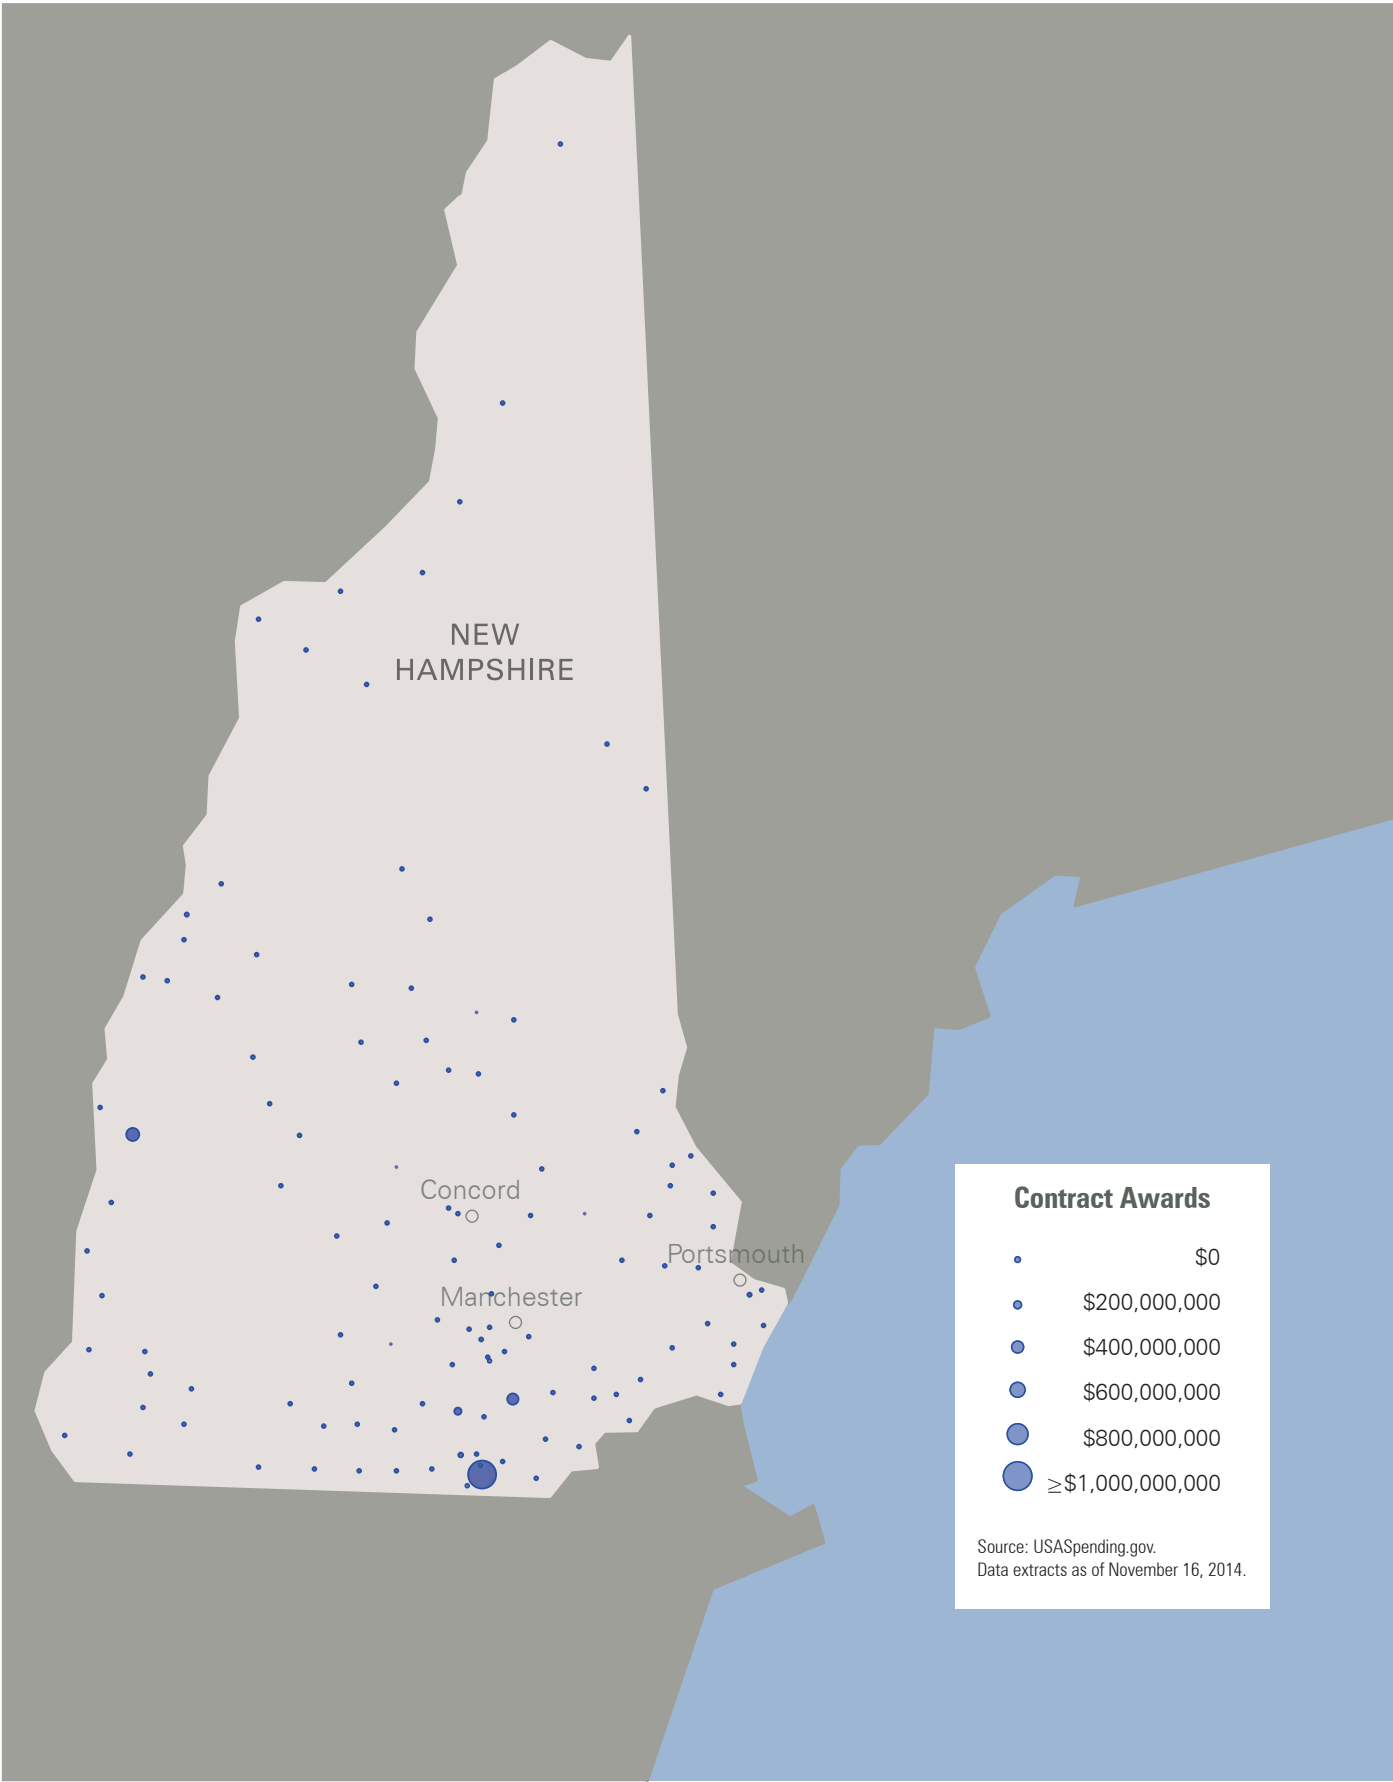 NEW
HAMPSHIRE
Concord
Portsmouth
Manchester
Contract Awards
$0
$200,000,000
$400,000,000
$600,000,000
$800,000,000
≥$1,000,000,000
Source: USASpending.gov.
Data extracts as of November 16, 2014.